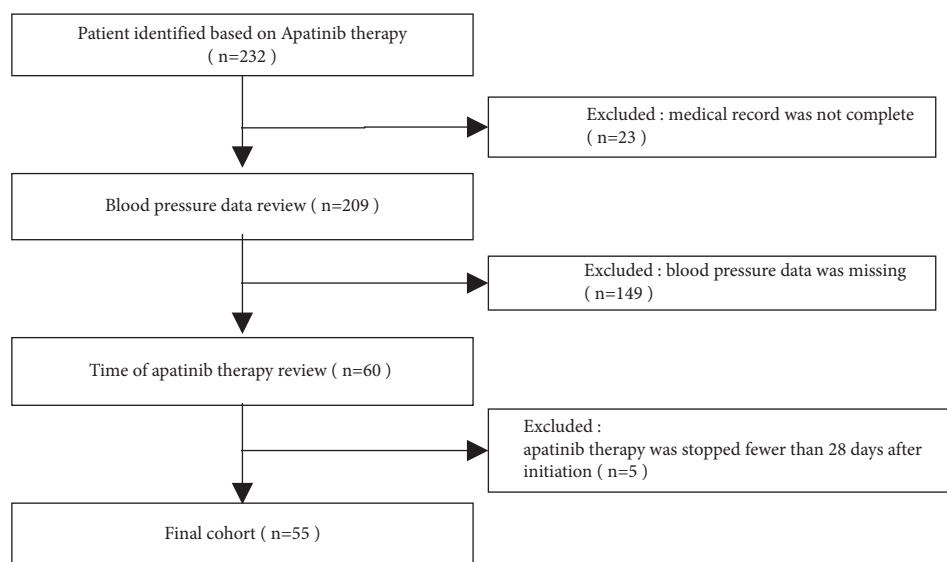 Patient identified based on Apatinib therapy
( n=232 )
Excluded : medical record was not complete
( n=23 )
Blood pressure data review ( n=209 )
Excluded : blood pressure data was missing
( n=149 )
Time of apatinib therapy review ( n=60 )
Excluded :
apatinib therapy was stopped fewer than 28 days after
initiation ( n=5 )
Final cohort ( n=55 )